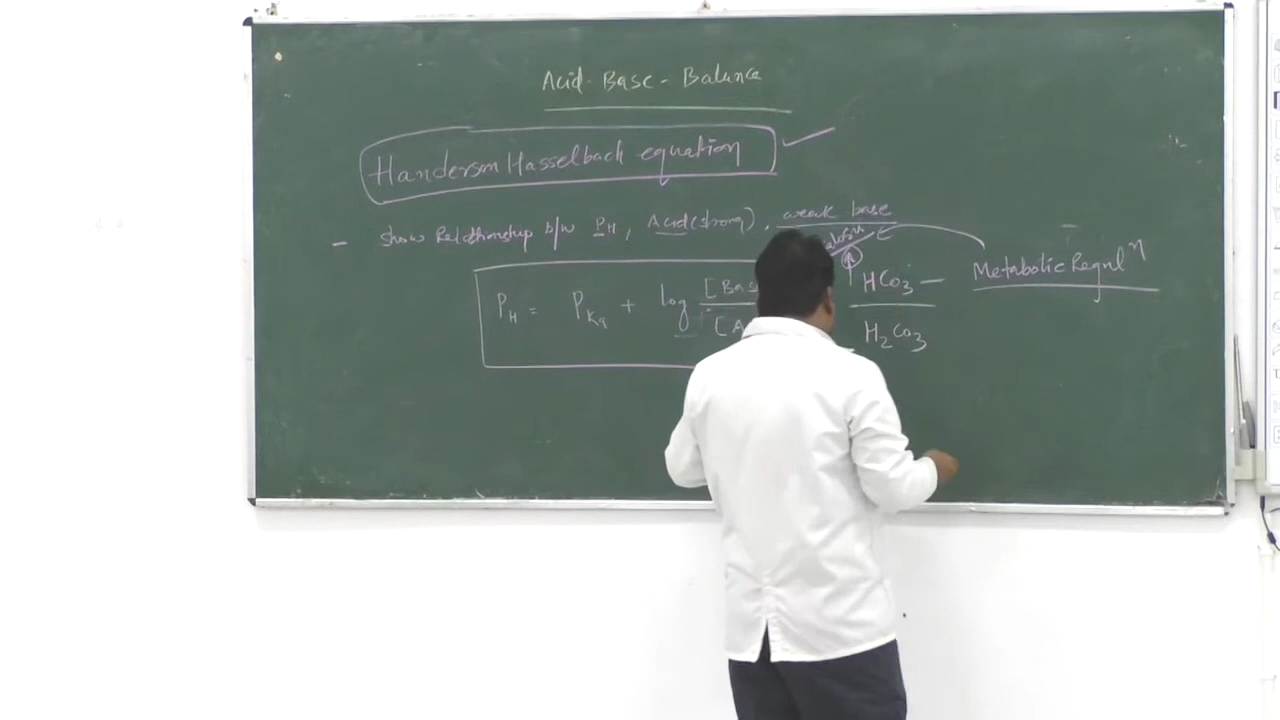 Acid-Base-Balance
Handerson Hasselbach equation
- show Relationship b/w PH, Acid(strong), weak base
Metabolic Regulⁿ
PH = PKa + log [Bas
[A
HCO3 —
H2CO3